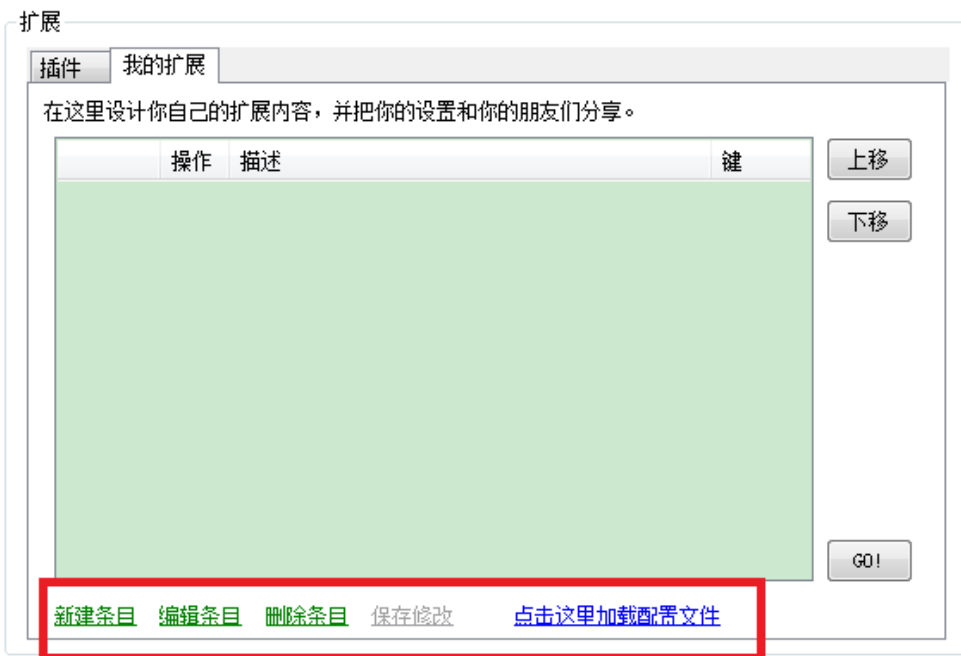 扩展
插件 我的扩展
在这里设计你自己的扩展内容，并把你的设置和你的朋友们分享。
操作 描述 键
上移
下移
GO!
新建条目 编辑条目 删除条目 保存修改 点击这里加载配置文件